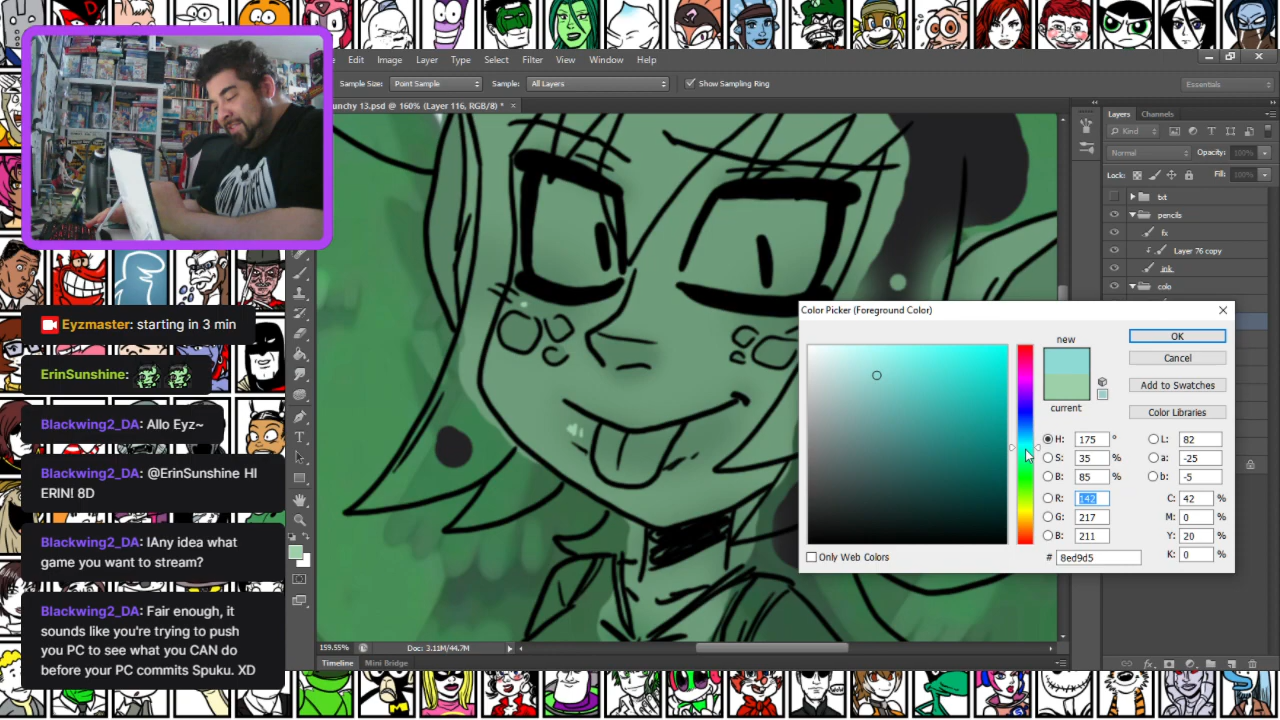 Edit Image Layer Type Select Filter View Window Help
Sample Size: Point Sample Sample: All Layers Show Sampling Ring Essentials
unchy 13.psd @ 160% (Layer 116, RGB/8) * ×
Layers Channels
Kind
Normal Opacity: 100%
Lock: Fill: 100%
txt
pencils
fx
Layer 76 copy
ink
colo
Eyzmaster: starting in 3 min
ErinSunshine:
Blackwing2_DA: Allo Eyz~
Blackwing2_DA: @ErinSunshine HI
ERIN! 8D
Blackwing2_DA: IAny idea what
game you want to stream?
Blackwing2_DA: Fair enough, it
sounds like you're trying to push
you PC to see what you CAN do
before your PC commits Spuku. XD
Color Picker (Foreground Color)
new
current
OK
Cancel
Add to Swatches
Color Libraries
H: 175 ° L: 82
S: 35 % a: -25
B: 85 % b: -5
R: 142 C: 42 %
G: 217 M: 0 %
B: 211 Y: 20 %
# 8ed9d5 K: 0 %
Only Web Colors
159.55% Doc: 3.11M/44.7M
Timeline Mini Bridge